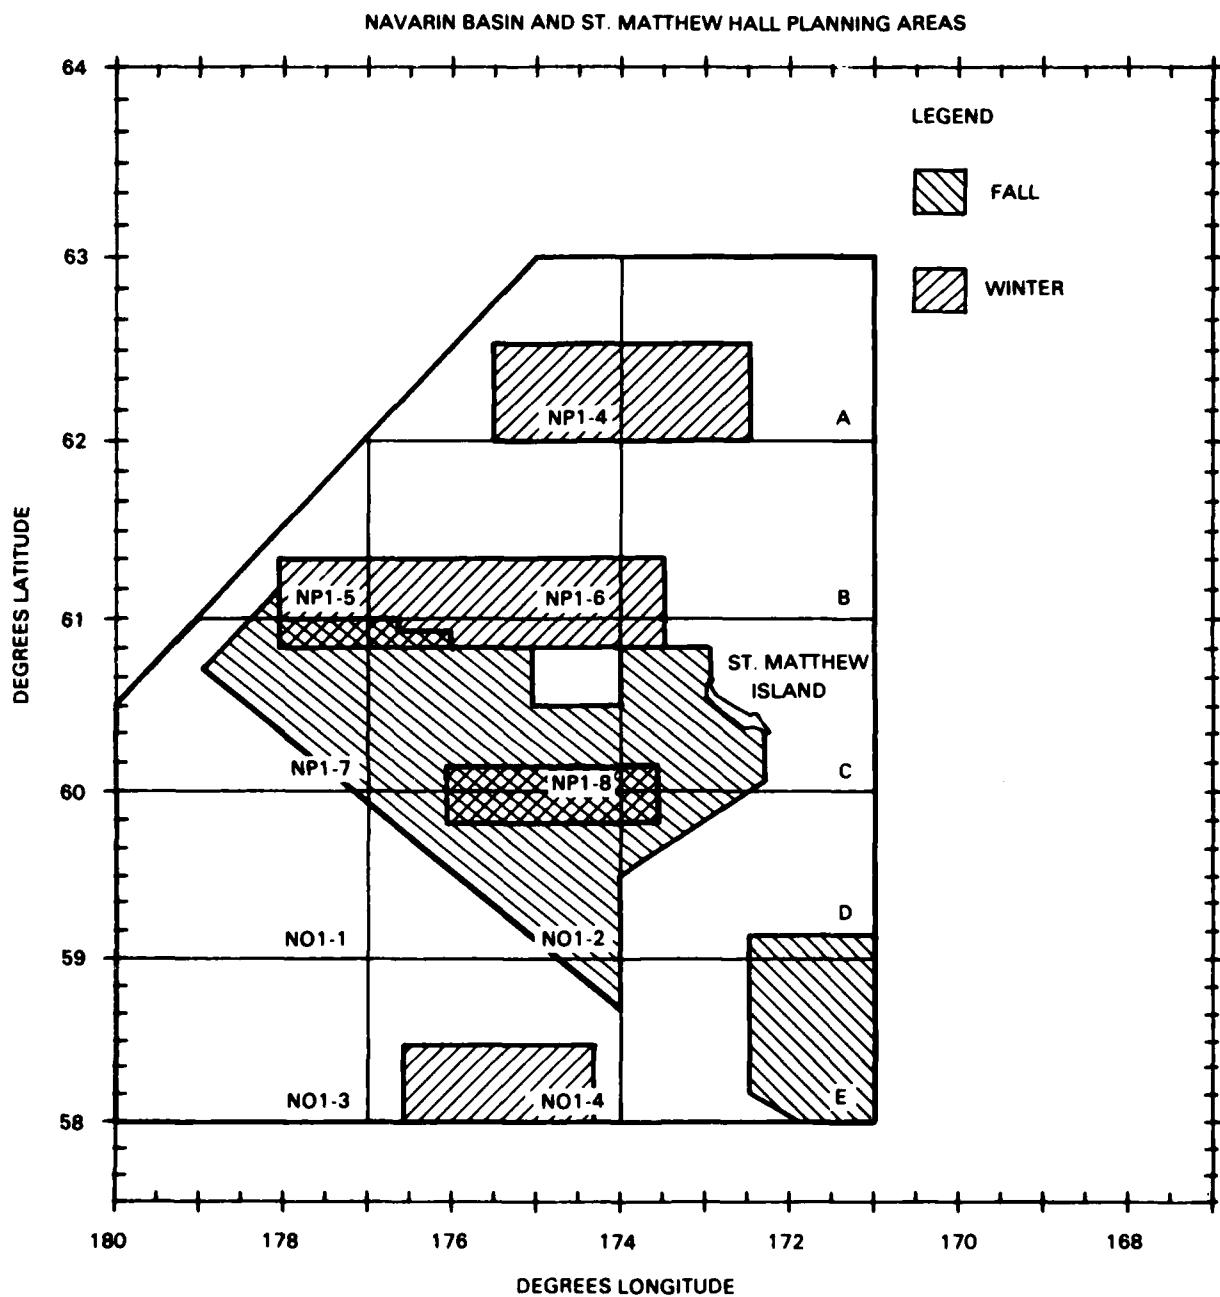 NAVARIN BASIN AND ST. MATTHEW HALL PLANNING AREAS
64
LEGEND
FALL
63
WINTER
NP1-4
A
62
NP1-5
NP1-6
B
61
ST. MATTHEW
ISLAND
DEGREES LATITUDE
NP1-7
NP1-8
C
60
NO1-1
NO1-2
D
59
NO1-3
NO1-4
E
58
180
178
176
174
172
170
168
DEGREES LONGITUDE